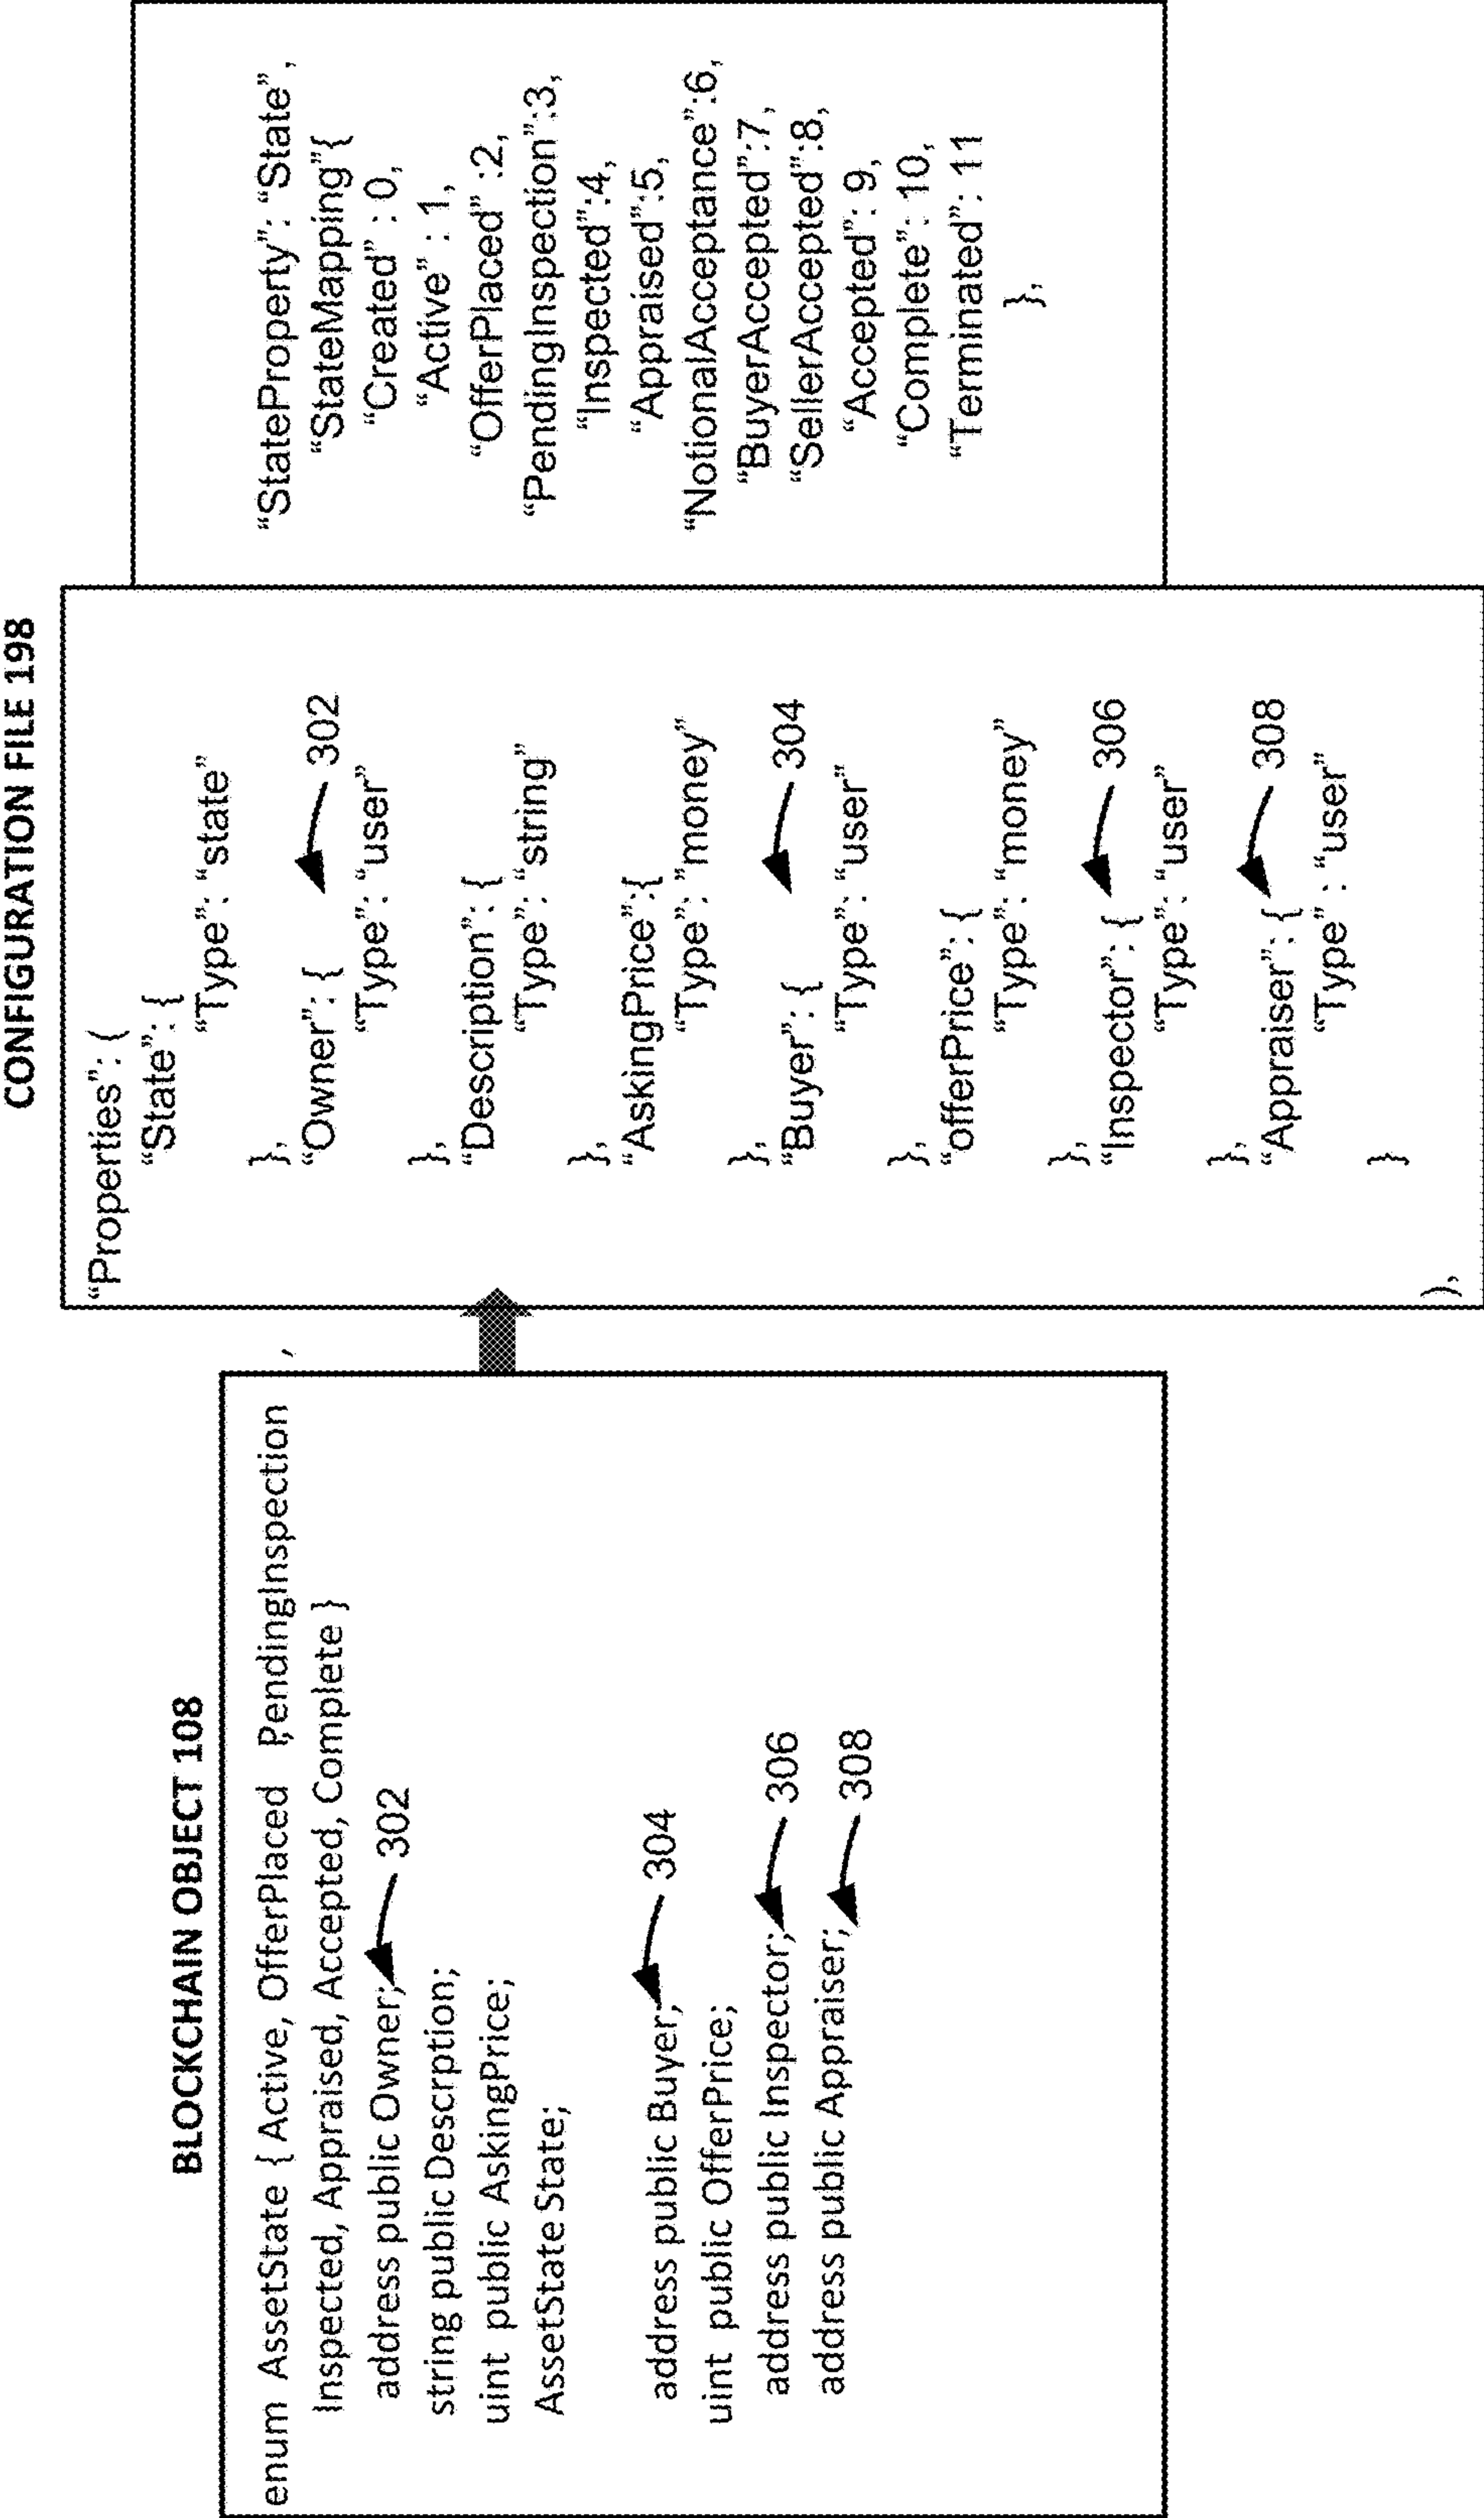 BLOCKCHAIN OBJECT 108
enum AssetState { Active, OfferPlaced PendingInspection ,
Inspected, Appraised, Accepted, Complete }
address public Owner;
302
string public Descrption;
uint public AskingPrice;
AssetState State;
address public Buyer;
304
uint public OfferPrice;
address public Inspector;
306
address public Appraiser;
308
CONFIGURATION FILE 198
“Properties”: (
“State”: {
“Type”: “state”
},
“Owner”: {
302
“Type”: “user”
},
“Description”: {
“Type”: “string”
},
“AskingPrice”:{
“Type”: “money”
},
“Buyer”: {
304
“Type”: “user”
},
“offerPrice”: {
“Type”: “money”
},
“Inspector”: {
306
“Type”: “user”
},
“Appraiser”: {
308
“Type” : “user”
}
),
“StateProperty”: “State”,
“StateMapping”{
“Created” : 0,
“Active” : 1,
“OfferPlaced” :2,
“PendingInspection”:3,
“Inspected”:4,
“Appraised”:5,
“NotionalAcceptance”:6,
“BuyerAccepted”:7,
“SellerAccepted”:8,
“Accepted”: 9,
“Complete”: 10,
“Terminated”: 11
},